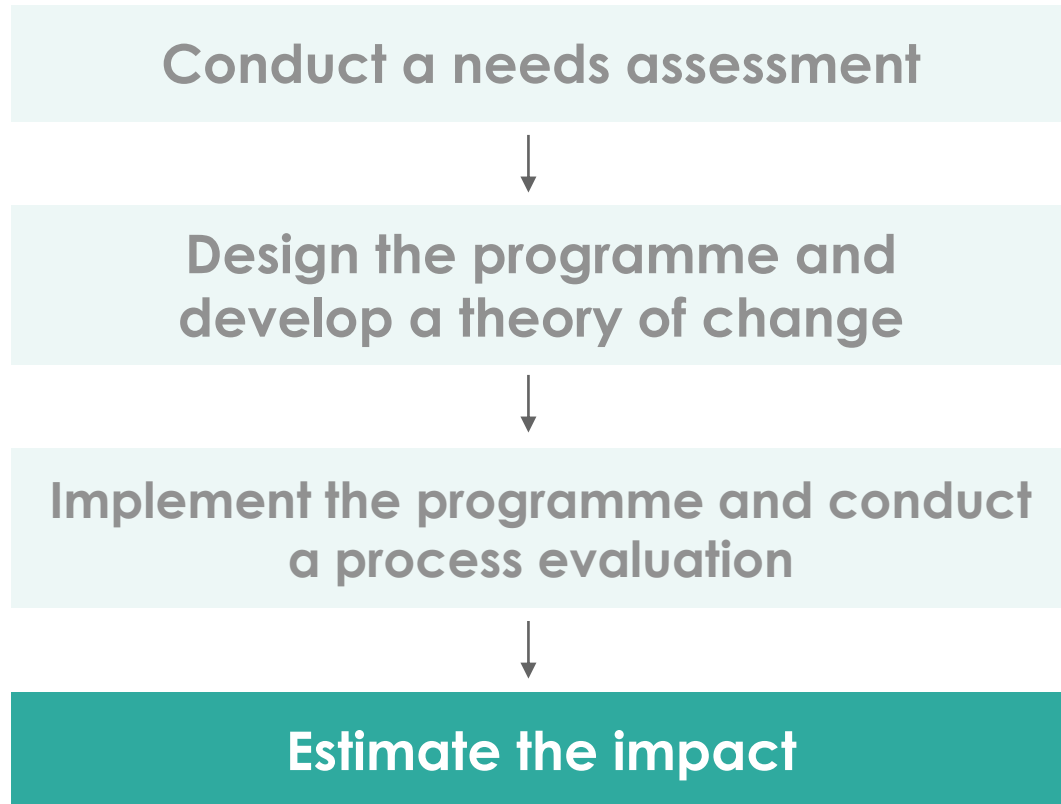 Conduct a needs assessment
Design the programme and
develop a theory of change
Implement the programme and conduct
a process evaluation
Estimate the impact